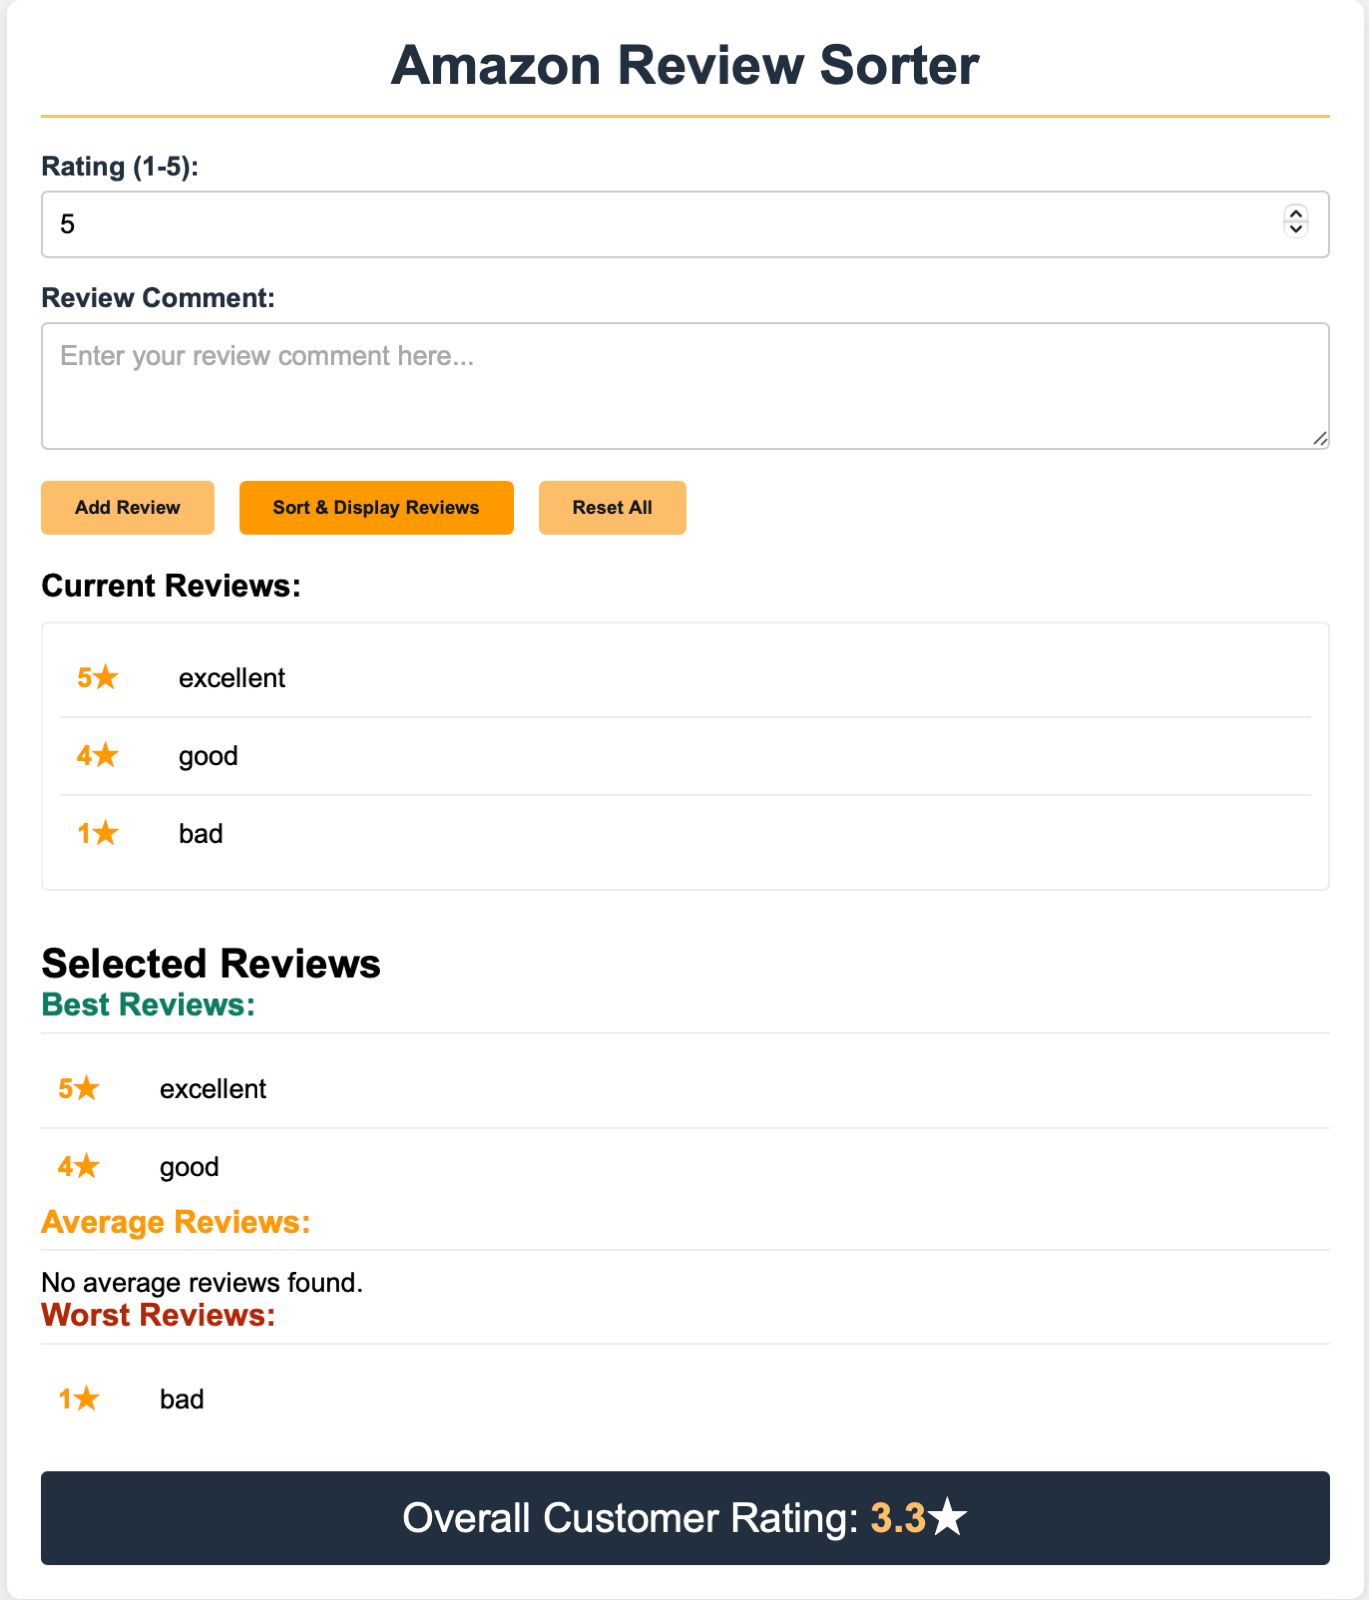 Amazon Review Sorter
Rating (1-5):
5
Review Comment:
Enter your review comment here...
Add Review Sort & Display Reviews Reset All
Current Reviews:
5★ excellent
4★ good
1★ bad
Selected Reviews
Best Reviews:
5★ excellent
4★ good
Average Reviews:
No average reviews found.
Worst Reviews:
1★ bad
Overall Customer Rating: 3.3★